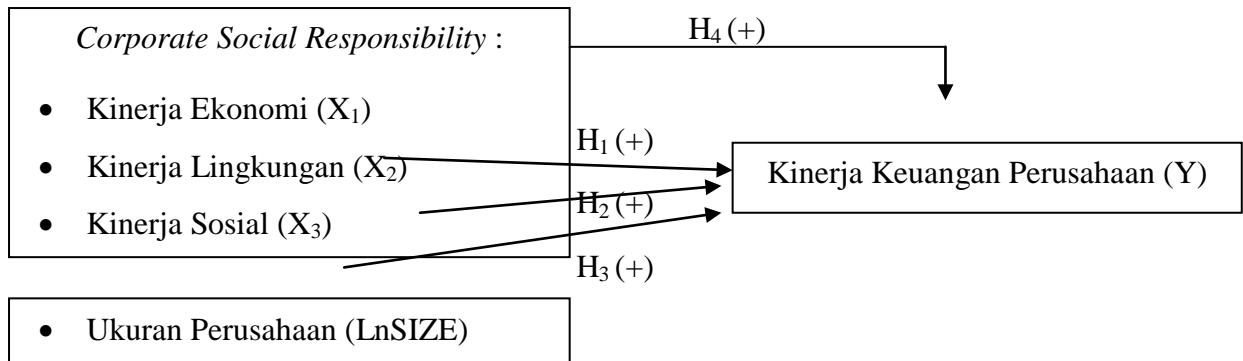 Corporate Social Responsibility :
H₄ (+)
• Kinerja Ekonomi (X₁)
H₁ (+)
• Kinerja Lingkungan (X₂)
Kinerja Keuangan Perusahaan (Y)
H₂ (+)
• Kinerja Sosial (X₃)
H₃ (+)
• Ukuran Perusahaan (LnSIZE)